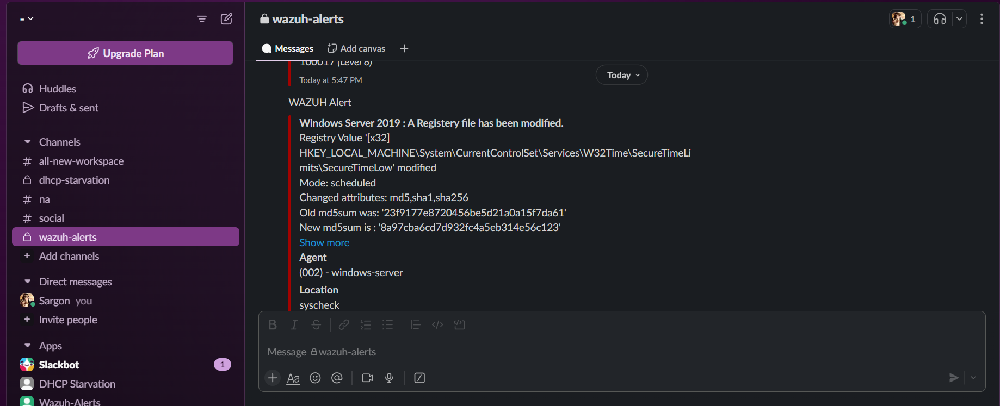 -
Upgrade Plan
Huddles
Drafts & sent
Channels
# all-new-workspace
dhcp-starvation
# na
# social
wazuh-alerts
+ Add channels
Direct messages
Sargon you
+ Invite people
Apps
Slackbot 1
DHCP Starvation
Wazuh-Alerts
wazuh-alerts
1
Messages Add canvas +
100017 (Level 8)
Today at 5:47 PM
Today
WAZUH Alert
Windows Server 2019 : A Registery file has been modified.
Registry Value '[x32]
HKEY_LOCAL_MACHINE\System\CurrentControlSet\Services\W32Time\SecureTimeLi
mits\SecureTimeLow' modified
Mode: scheduled
Changed attributes: md5,sha1,sha256
Old md5sum was: '23f9177e8720456be5d21a0a15f7da61'
New md5sum is : '8a97cba6cd7d932fc4a5eb314e56c123'
Show more
Agent
(002) - windows-server
Location
syscheck
B I S
Message wazuh-alerts
+ Aa @